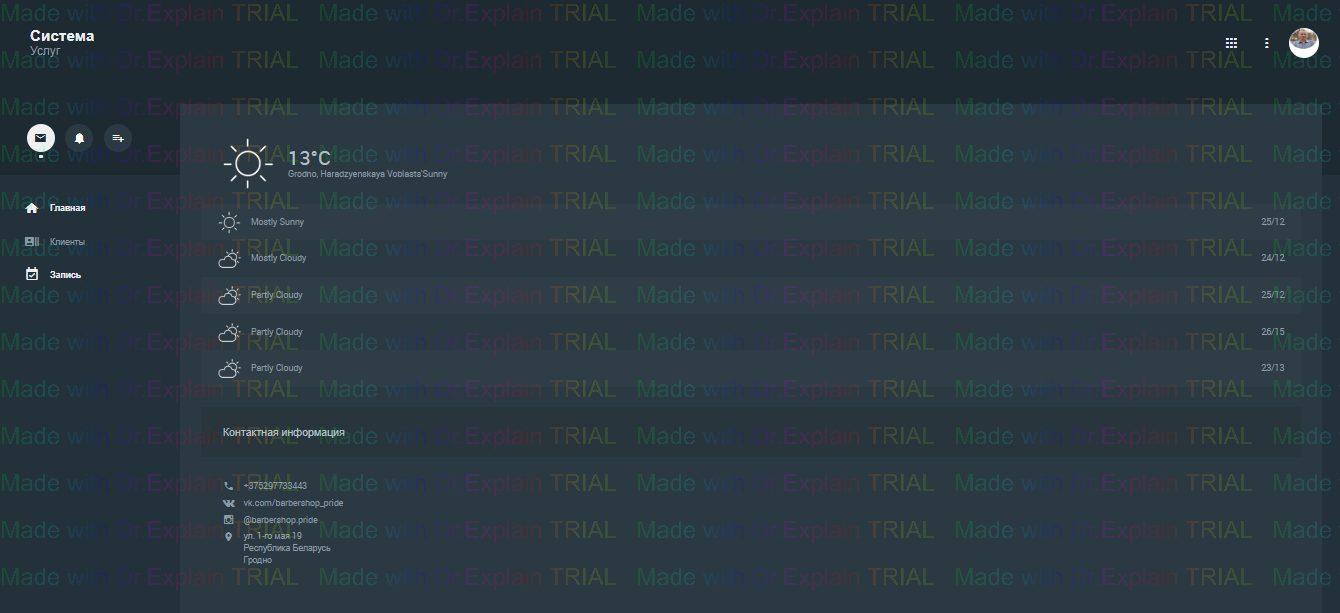 Система
Услуг
Главная
Клиенты
Запись
13°C
Grodno, Haradzyenskaya Voblasts'Sunny
Mostly Sunny 25/12
Mostly Cloudy 24/12
Partly Cloudy 25/12
Partly Cloudy 26/15
Partly Cloudy 23/13
Контактная информация
+375297733443
vk.com/barbershop_pride
@barbershop.pride
ул. 1-го мая 19
Республика Беларусь
Гродно
Made with Dr.Explain TRIAL